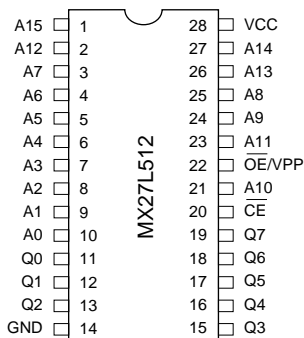 A15 1 28 VCC
A12 2 27 A14
A7 3 26 A13
A6 4 25 A8
A5 5 24 A9
A4 6 23 A11
A3 7 22 O̅E̅/VPP
A2 8 21 A10
A1 9 20 C̅E̅
A0 10 19 Q7
Q0 11 18 Q6
Q1 12 17 Q5
Q2 13 16 Q4
GND 14 15 Q3
MX27L512